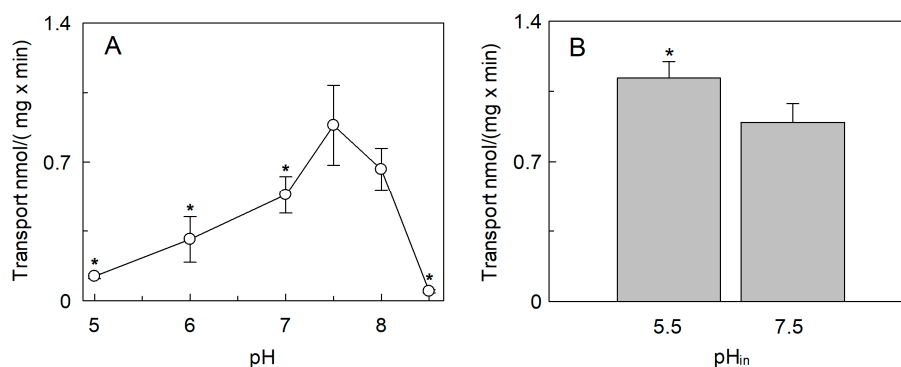 A
Transport nmol/( mg x min)
1.4
0.7
0
*
*
*
*
5
6
7
8
pH
B
Transport nmol/(mg x min)
1.4
0.7
0
*
5.5
7.5
pHin